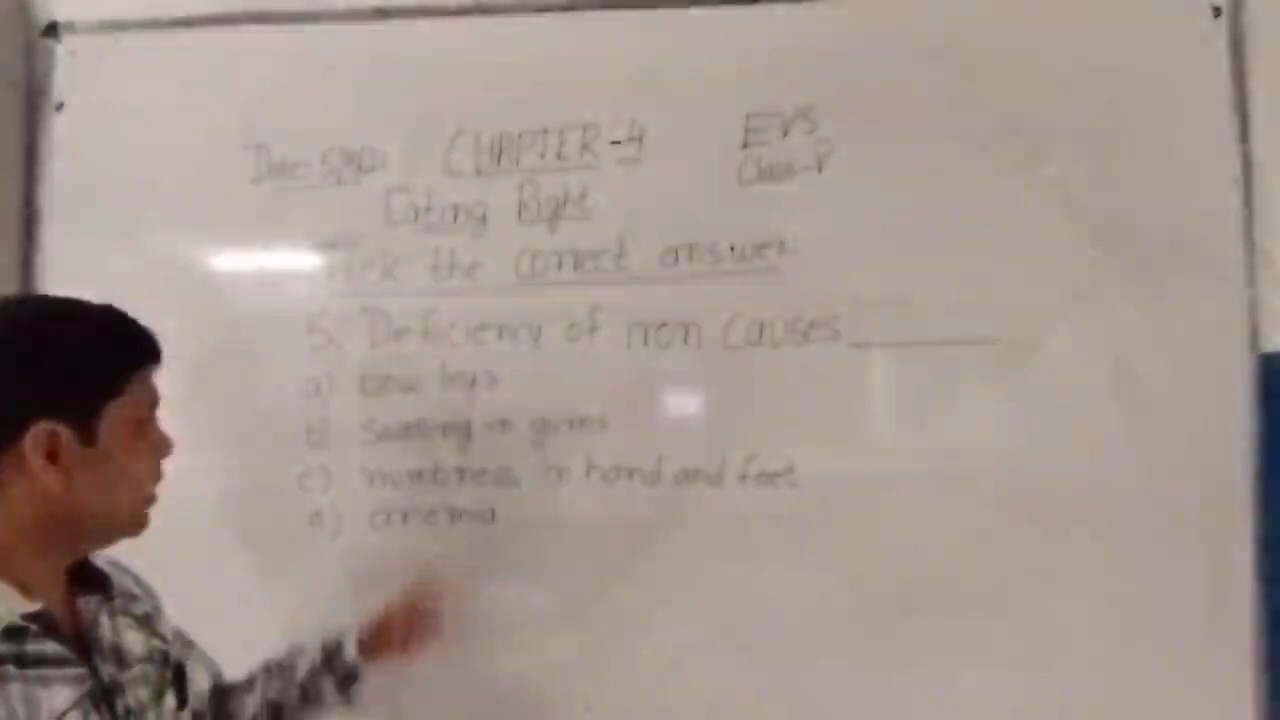 CHAPTER-4
EVS
Class-V
Eating Right
Tick the correct answer
5. Deficiency of iron causes
a) bow legs
b) swelling in gums
c) numbness in hand and feet
anemia